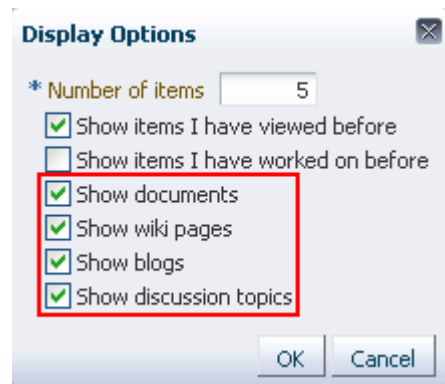 Display Options
* Number of items 5
Show items I have viewed before
Show items I have worked on before
Show documents
Show wiki pages
Show blogs
Show discussion topics
OK Cancel